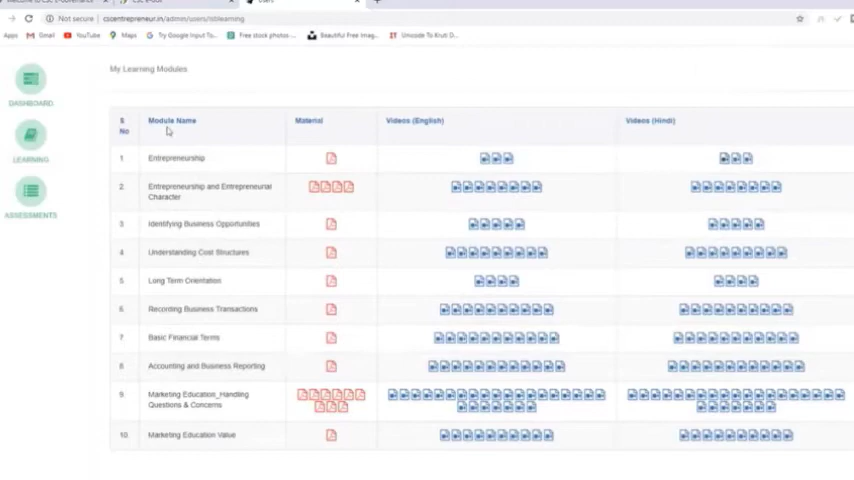 Users
Not secure | cscentrepreneur.in/admin/users/stlearning
Apps Gmail YouTube Maps Try Google Input To... Free stock photos -... Beautiful Free Imag... Unicode To Kruti D...
My Learning Modules
DASHBOARD
LEARNING
ASSESSMENTS
S No Module Name Material Videos (English) Videos (Hindi)
1 Entrepreneurship
2 Entrepreneurship and Entrepreneurial
Character
3 Identifying Business Opportunities
4 Understanding Cost Structures
5 Long Term Orientation
6 Recording Business Transactions
7 Basic Financial Terms
8 Accounting and Business Reporting
9 Marketing Education_Handling
Questions & Concerns
10 Marketing Education Value